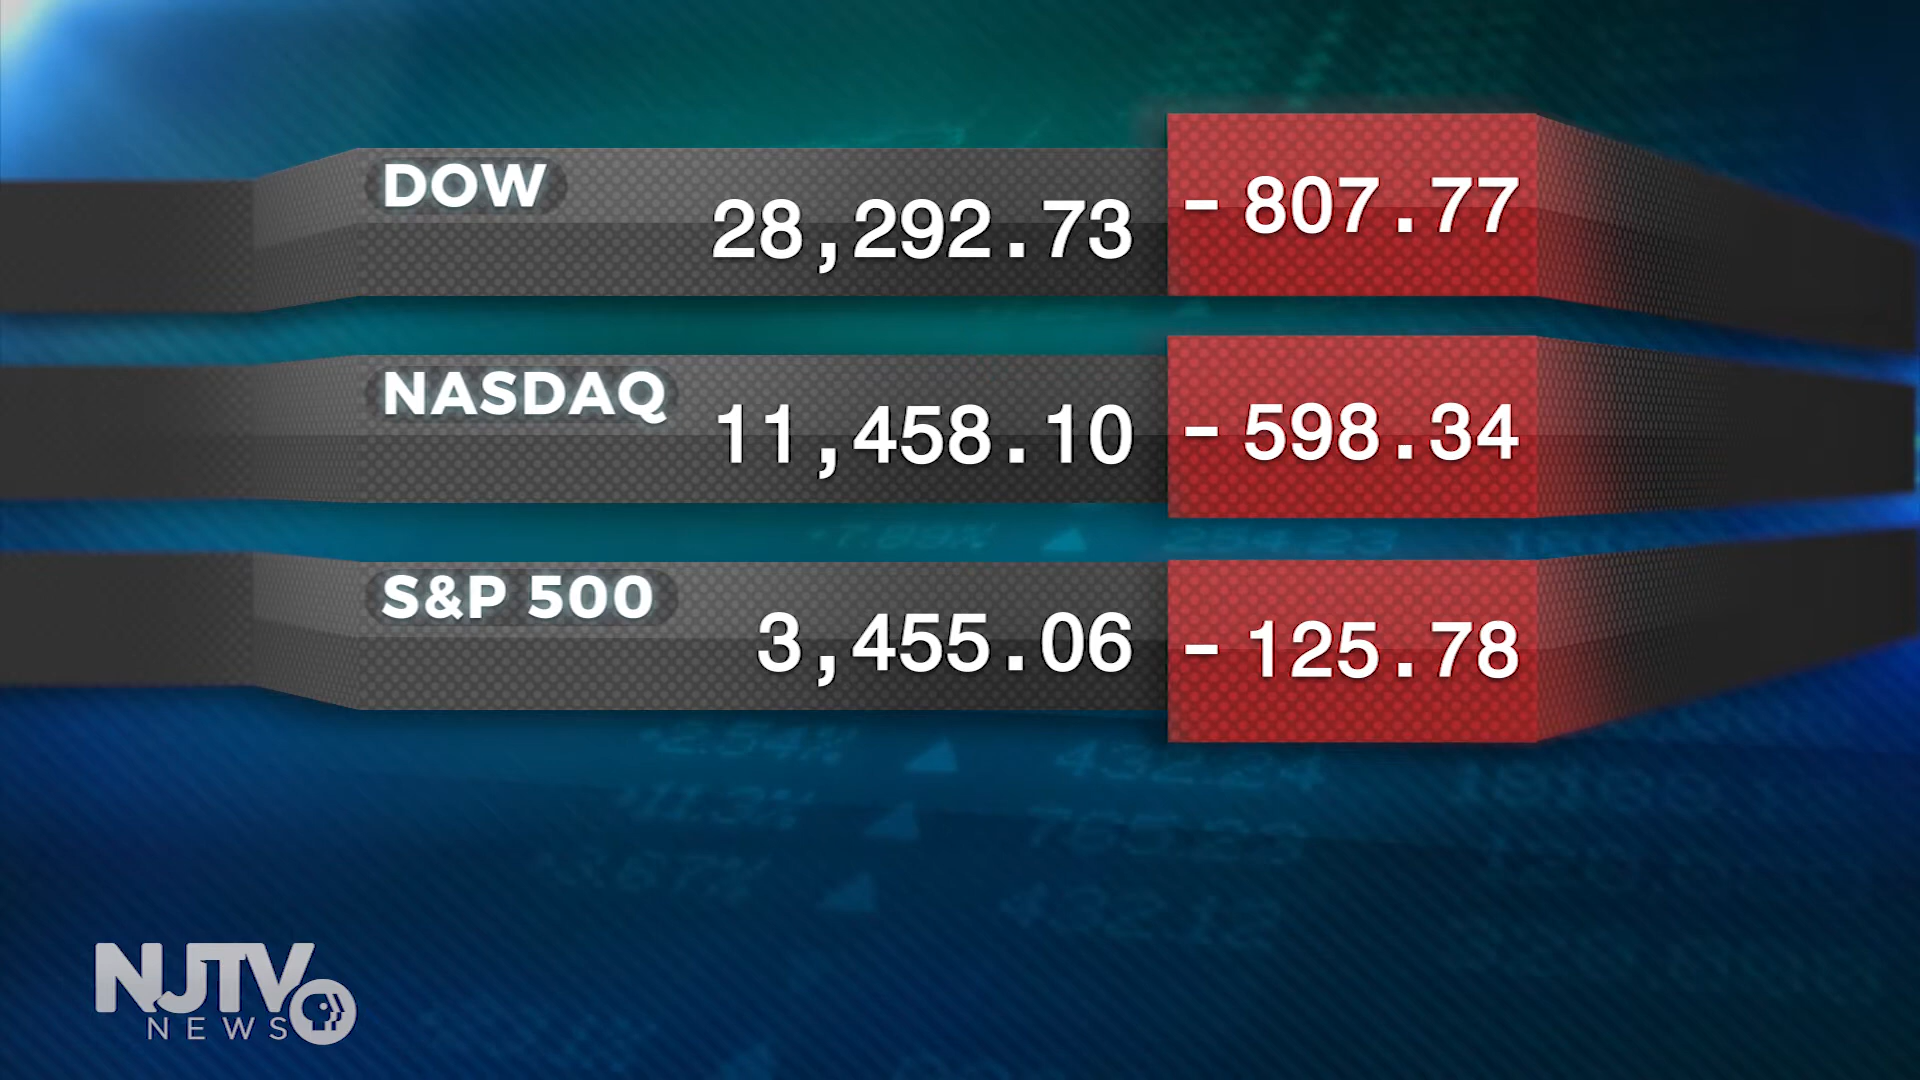 DOW 28,292.73 - 807.77
NASDAQ 11,458.10 - 598.34
S&P 500 3,455.06 - 125.78
NJTV
NEWS